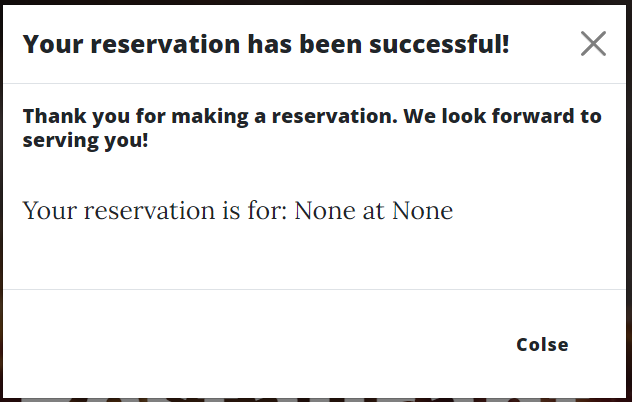 Your reservation has been successful!
Thank you for making a reservation. We look forward to
serving you!
Your reservation is for: None at None
Colse